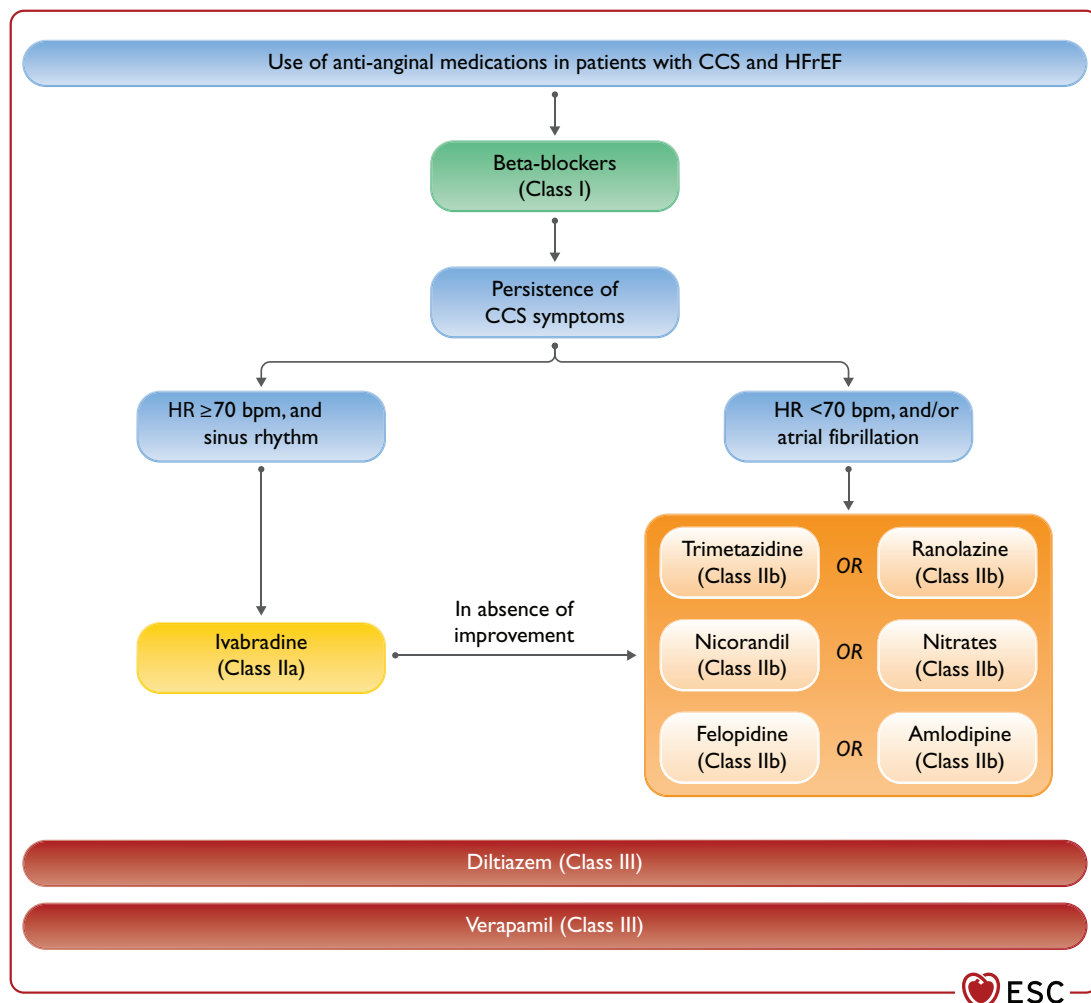 Use of anti-anginal medications in patients with CCS and HFrEF
Beta-blockers
(Class I)
Persistence of
CCS symptoms
HR ≥70 bpm, and
sinus rhythm
HR <70 bpm, and/or
atrial fibrillation
Trimetazidine
(Class IIb)
OR
Ranolazine
(Class IIb)
In absence of
improvement
Ivabradine
(Class IIa)
Nicorandil
(Class IIb)
OR
Nitrates
(Class IIb)
Felopidine
(Class IIb)
OR
Amlodipine
(Class IIb)
Diltiazem (Class III)
Verapamil (Class III)
ESC